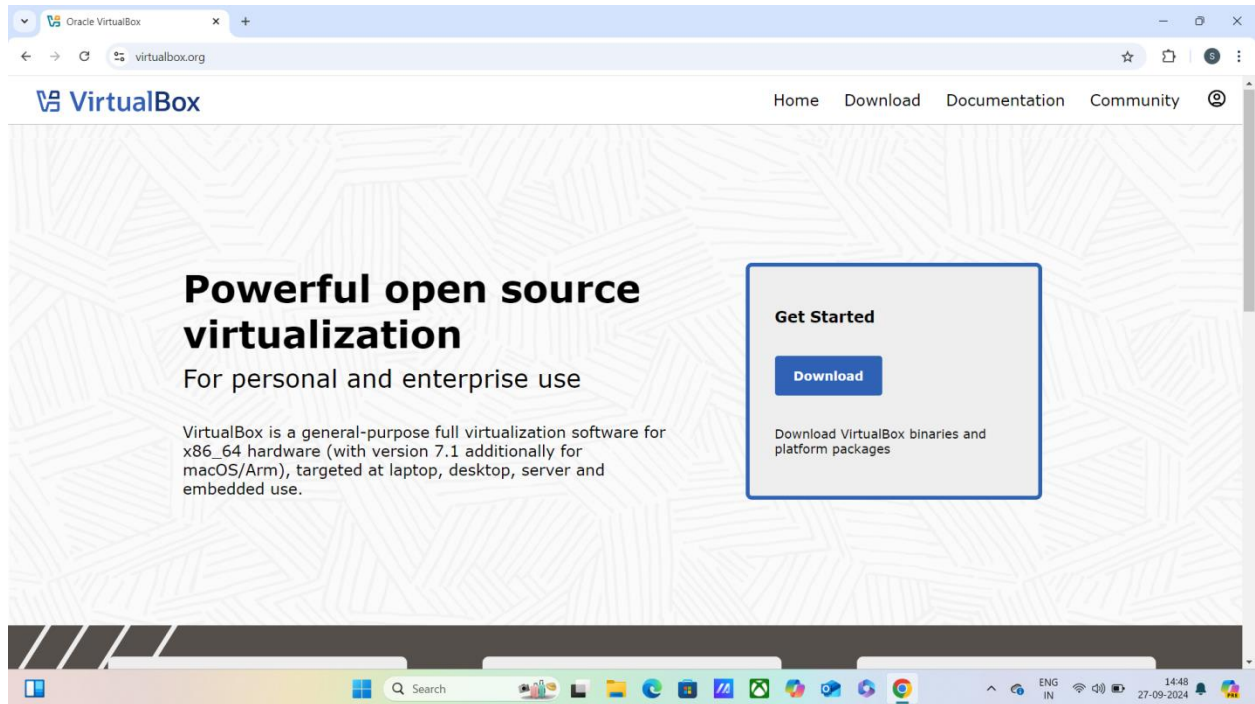 Oracle VirtualBox
virtualbox.org
S
VirtualBox
Home Download Documentation Community
Powerful open source
virtualization
For personal and enterprise use
VirtualBox is a general-purpose full virtualization software for
x86_64 hardware (with version 7.1 additionally for
macOS/Arm), targeted at laptop, desktop, server and
embedded use.
Get Started
Download
Download VirtualBox binaries and
platform packages
Search
ENG
IN
14:48
27-09-2024
PRE